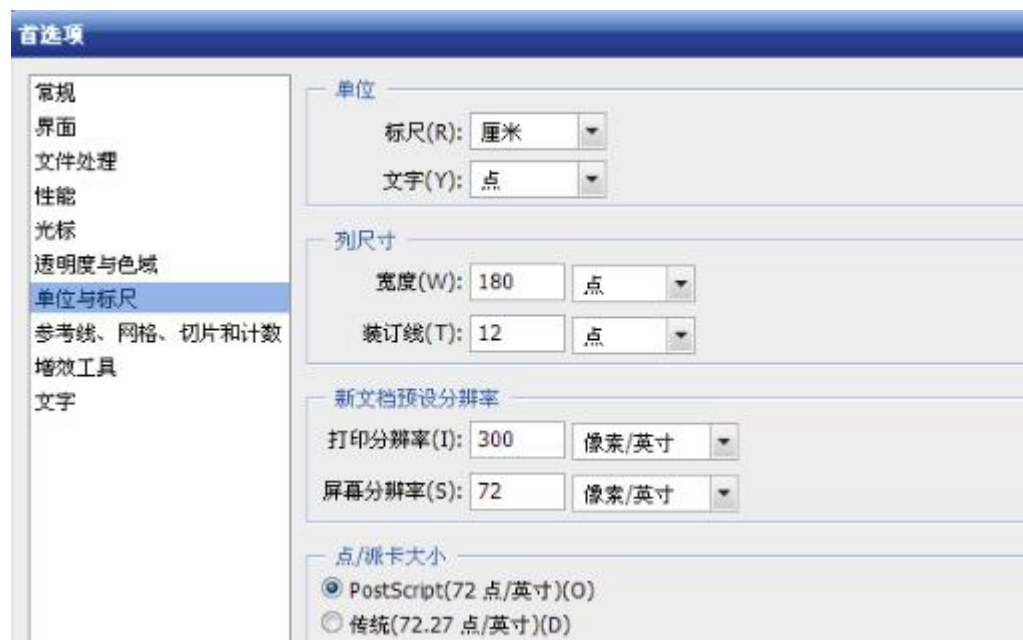 首选项
常规
界面
文件处理
性能
光标
透明度与色域
单位与标尺
参考线、网格、切片和计数
增效工具
文字
单位
标尺(R): 厘米
文字(Y): 点
列尺寸
宽度(W): 180 点
装订线(T): 12 点
新文档预设分辨率
打印分辨率(I): 300 像素/英寸
屏幕分辨率(S): 72 像素/英寸
点/派卡大小
PostScript(72 点/英寸)(O)
传统(72.27 点/英寸)(D)